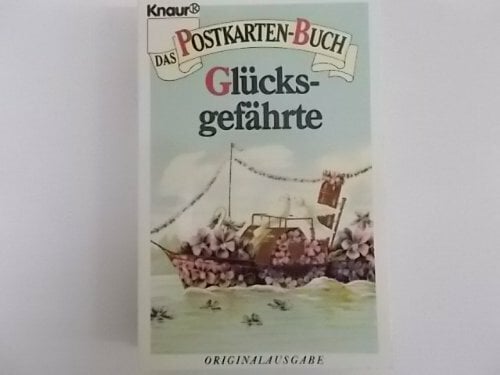 Knaur®
DAS POSTKARTEN-BUCH
Glücks-
gefährte
ORIGINALAUSGABE